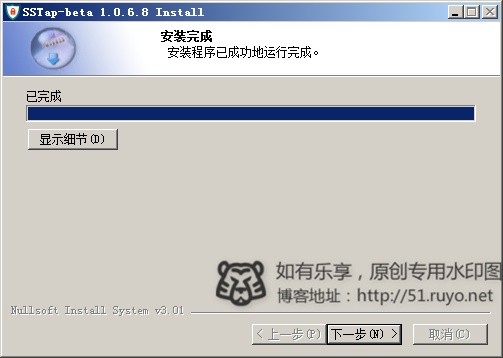 SSTap-beta 1.0.6.8 Install
安装完成
安装程序已成功地运行完成。
已完成
显示细节(D)
如有乐享，原创专用水印图
博客地址：http://51.ruyo.net
Nullsoft Install System v3.01
< 上一步(P) 下一步(N) > 取消(C)